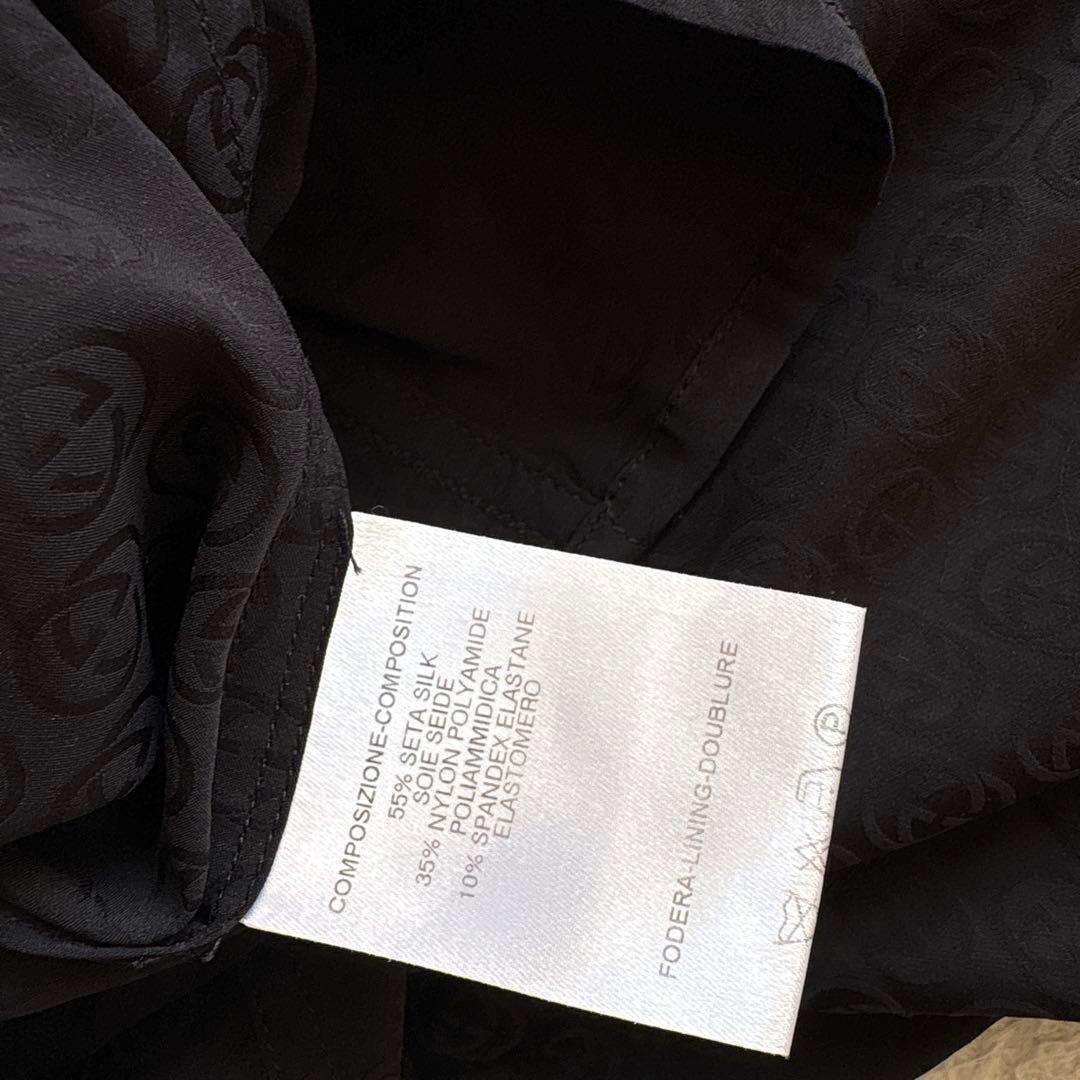 COMPOSIZIONE-COMPOSITION
55% SETA SILK
SOIE SEIDE
35% NYLON POLYAMIDE
POLIAMMIDICA
10% SPANDEX ELASTANE
ELASTOMERO
FODERA-LINING-DOUBLURE
P